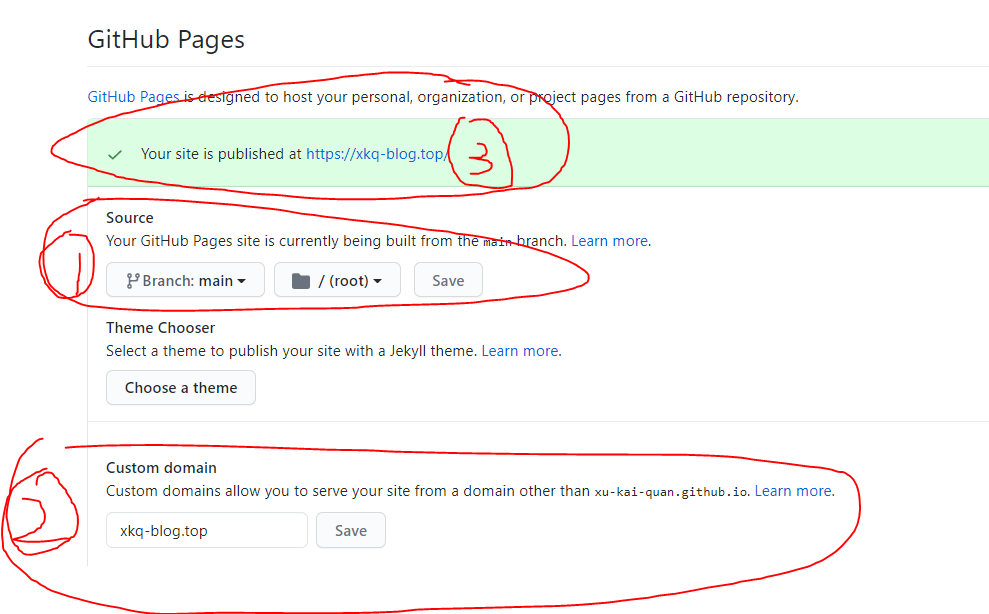 GitHub Pages
GitHub Pages is designed to host your personal, organization, or project pages from a GitHub repository.
Your site is published at https://xkq-blog.top/
3
Source
Your GitHub Pages site is currently being built from the main branch. Learn more.
1
Branch: main / (root) Save
Theme Chooser
Select a theme to publish your site with a Jekyll theme. Learn more.
Choose a theme
Custom domain
Custom domains allow you to serve your site from a domain other than xu-kai-quan.github.io. Learn more.
2
xkq-blog.top Save